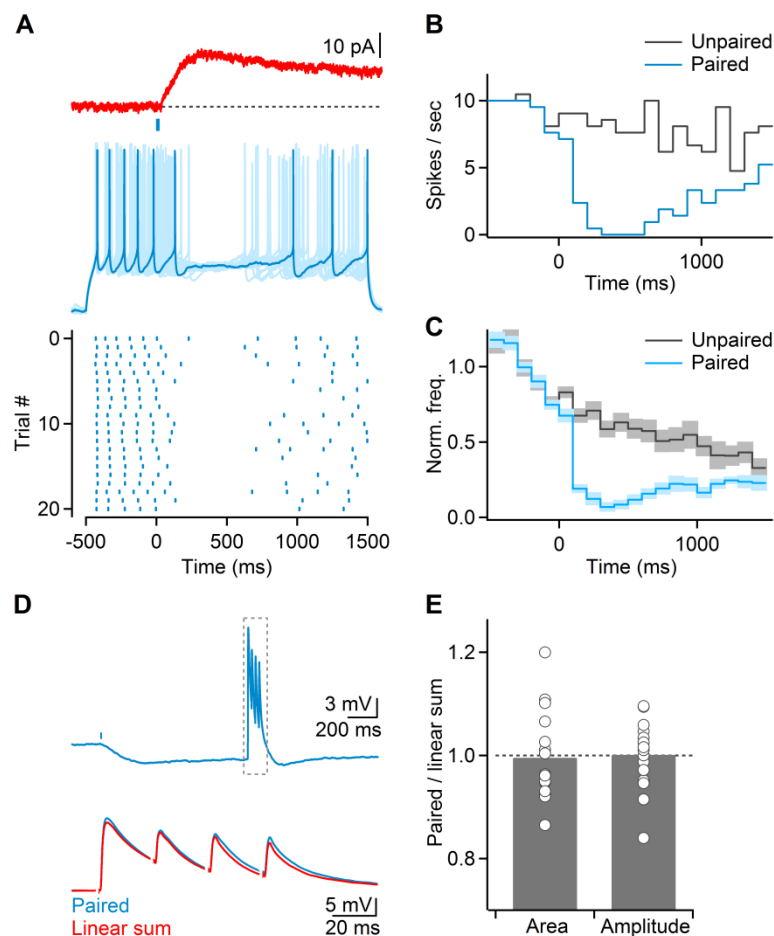 A
10 pA
Trial #
0
10
20
-500
0
500
1000
1500
Time (ms)
B
Unpaired
Paired
Spikes / sec
10
5
0
0
1000
Time (ms)
C
Unpaired
Paired
Norm. freq.
1.0
0.5
0.0
0
1000
Time (ms)
D
3 mV
200 ms
Paired
Linear sum
5 mV
20 ms
E
Paired / linear sum
1.2
1.0
0.8
Area
Amplitude